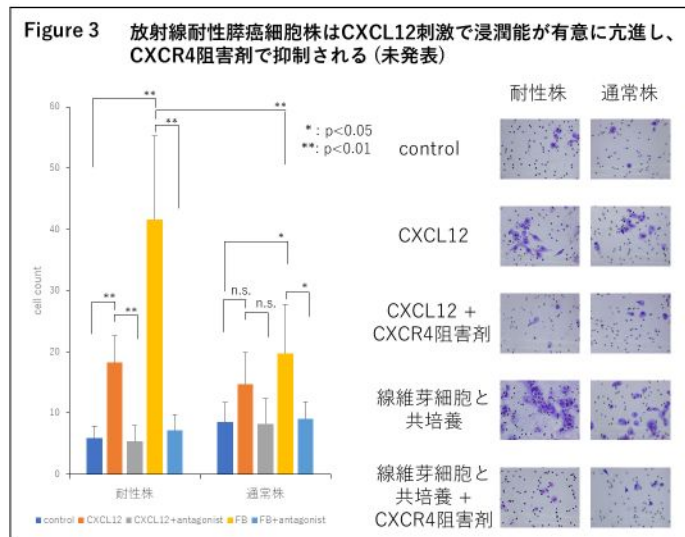 Figure 3 放射線耐性膵癌細胞株はCXCL12刺激で浸潤能が有意に亢進し、
CXCR4阻害剤で抑制される (未発表)
耐性株 通常株
control
CXCL12
CXCL12 +
CXCR4阻害剤
線維芽細胞と
共培養
線維芽細胞と
共培養 +
CXCR4阻害剤
* : p<0.05
**: p<0.01
cell count
60
50
40
30
20
10
0
**
**
**
**
**
n.s.
n.s.
*
*
耐性株 通常株
control CXCL12 CXCL12+antagonist FB FB+antagonist